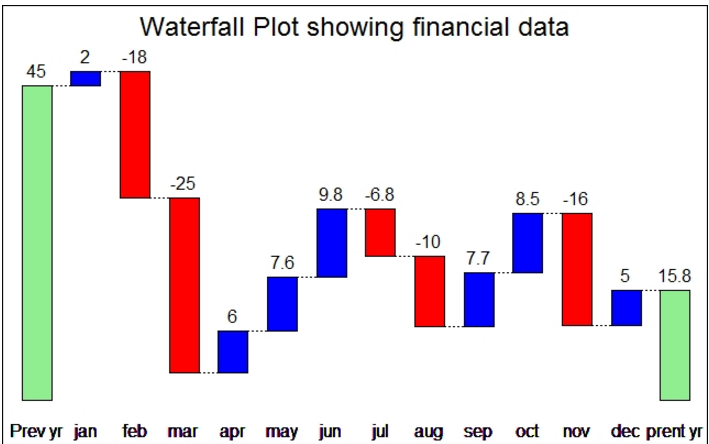 Waterfall Plot showing financial data
45 2 -18 -25 6 7.6 9.8 -6.8 -10 7.7 8.5 -16 5 15.8
Prev yr jan feb mar apr may jun jul aug sep oct nov dec prent yr